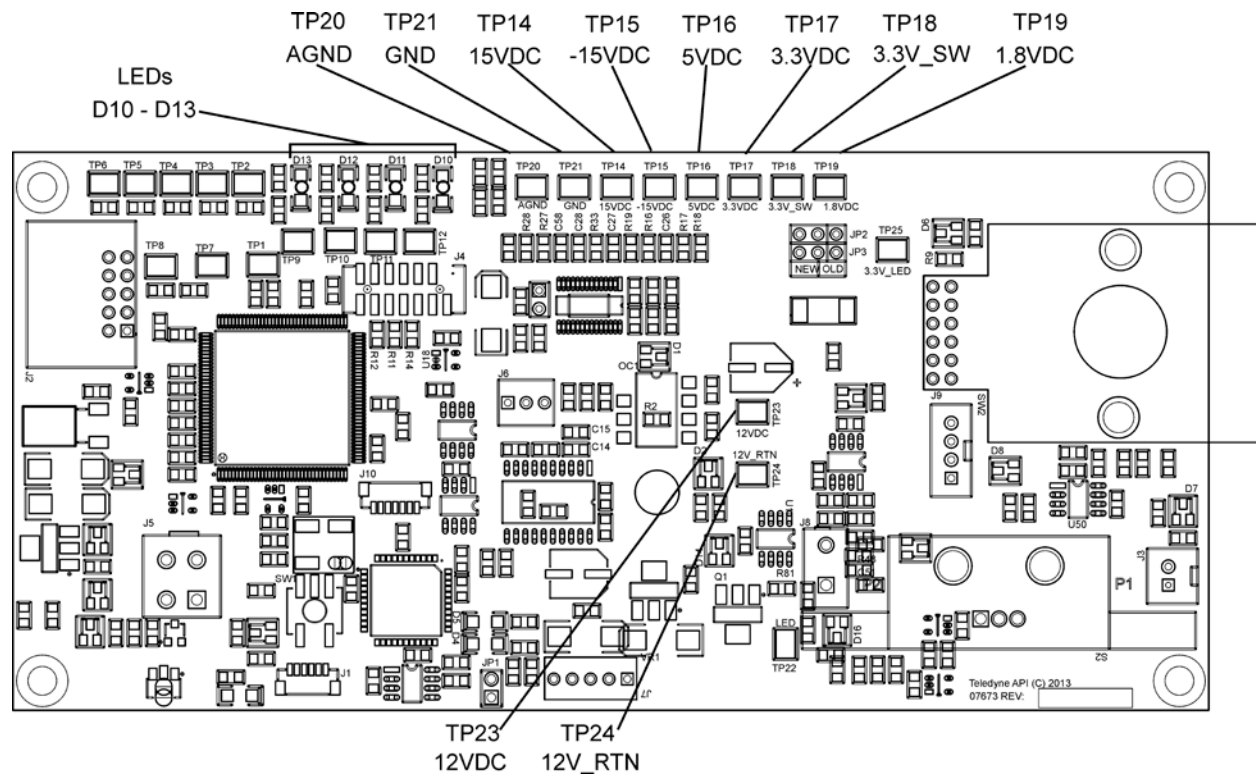 TP20 TP21 TP14 TP15 TP16 TP17 TP18 TP19
AGND GND 15VDC -15VDC 5VDC 3.3VDC 3.3V_SW 1.8VDC
LEDs
D10 - D13
TP6 TP5 TP4 TP3 TP2 D13 D12 D11 D10 TP20 TP21 TP14 TP15 TP16 TP17 TP18 TP19
AGND GND 15VDC -15VDC 5VDC 3.3VDC 3.3V_SW 1.8VDC
R28 R27 C58 C28 R33 C27 R19 R16 C26 R17 R18
JP2 TP25 D6
JP3 R9
NEW OLD 3.3V_LED
TP8 TP7 TP1 TP9 TP10 TP11 TP12 J4
R12 R11 R14 U18 D1
J2 J6 OC1 R2 J9 SW2
TP23
12VDC
C15
C14
12V_RTN
TP24
D2 D8 D7
J10 J5 J8 U50 J3
SW1 Q1 R81 P1
D5
D4
LED
TP22
D16 S2
J1 JP1 VR1 J7
Teledyne API (C) 2013
07673 REV:
TP23 TP24
12VDC 12V_RTN